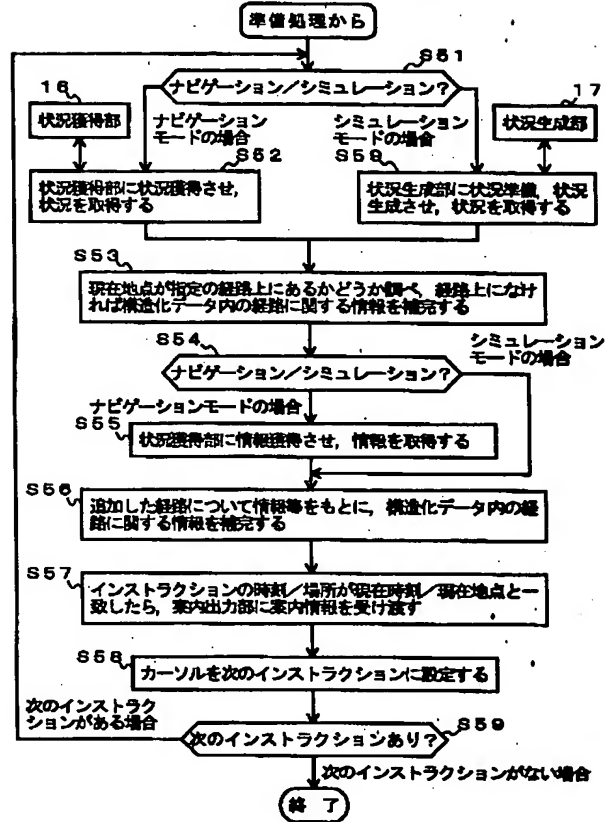 準備処理から
S51
ナビゲーション/シミュレーション?
16
状況獲得部
ナビゲーション
モードの場合
シミュレーション
モードの場合
17
状況生成部
S52
状況獲得部に状況獲得させ,
状況を取得する
S59
状況生成部に状況準備, 状況
生成させ, 状況を取得する
S53
現在地点が指定の経路上にあるかどうか調べ, 経路上になけ
れば構造化データ内の経路に関する情報を補完する
S54
ナビゲーション/シミュレーション?
シミュレーション
モードの場合
ナビゲーションモードの場合
S55
状況獲得部に情報獲得させ, 情報を取得する
S56
追加した経路について情報等をもとに, 構造化データ内の経
路に関する情報を補完する
S57
インストラクションの時刻/場所が現在時刻/現在地点と一
致したら, 案内出力部に案内情報を受け渡す
S58
カーソルを次のインストラクションに設定する
次のインストラク
ションがある場合
S59
次のインストラクションあり?
次のインストラクションがない場合
終了